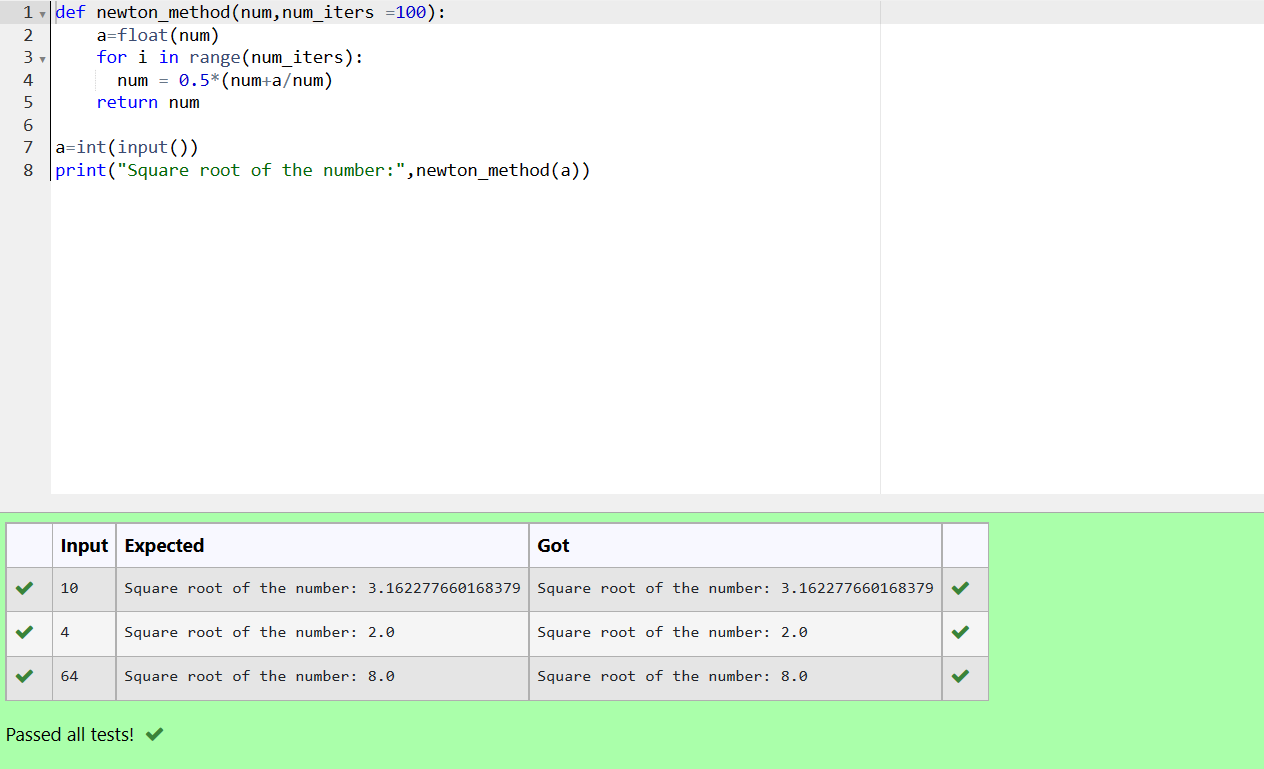 1 def newton_method(num,num_iters =100):
2     a=float(num)
3     for i in range(num_iters):
4       num = 0.5*(num+a/num)
5     return num
6
7 a=int(input())
8 print("Square root of the number:",newton_method(a))
Input Expected Got
10 Square root of the number: 3.162277660168379 Square root of the number: 3.162277660168379
4 Square root of the number: 2.0 Square root of the number: 2.0
64 Square root of the number: 8.0 Square root of the number: 8.0
Passed all tests!